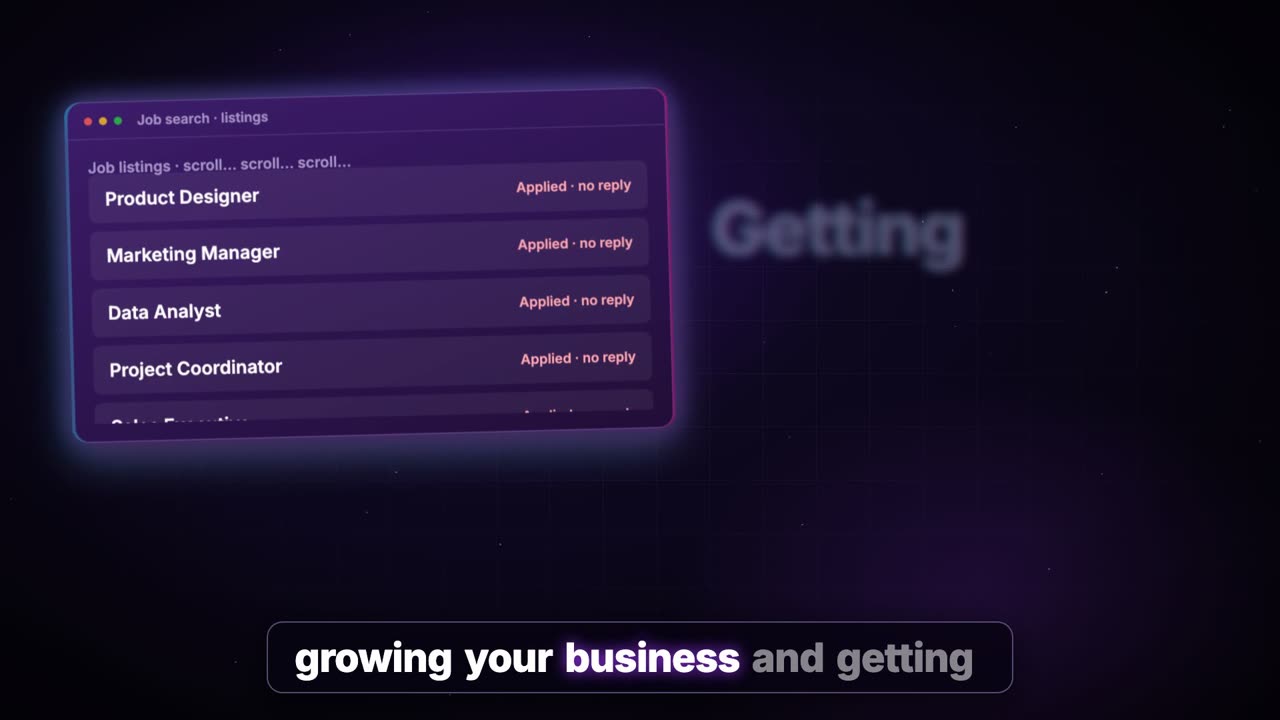 Job search · listings
Job listings · scroll... scroll... scroll...
Product Designer Applied · no reply
Marketing Manager Applied · no reply
Data Analyst Applied · no reply
Project Coordinator Applied · no reply
Getting
growing your business and getting